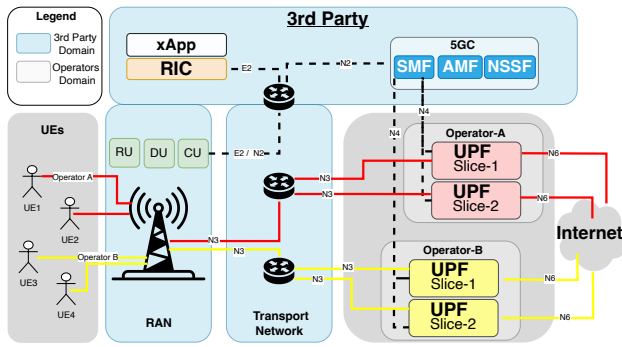 Legend
3rd Party
Domain
Operators
Domain
3rd Party
xApp
RIC
E2
N2
5GC
SMF
AMF
NSSF
N4
N4
UEs
RU
DU
CU
E2 / N2
Operator A
UE1
UE2
Operator B
UE3
UE4
N3
N3
RAN
N3
N3
N3
N3
Transport
Network
Operator-A
UPF
Slice-1
UPF
Slice-2
N6
N6
Operator-B
UPF
Slice-1
UPF
Slice-2
N6
N6
Internet